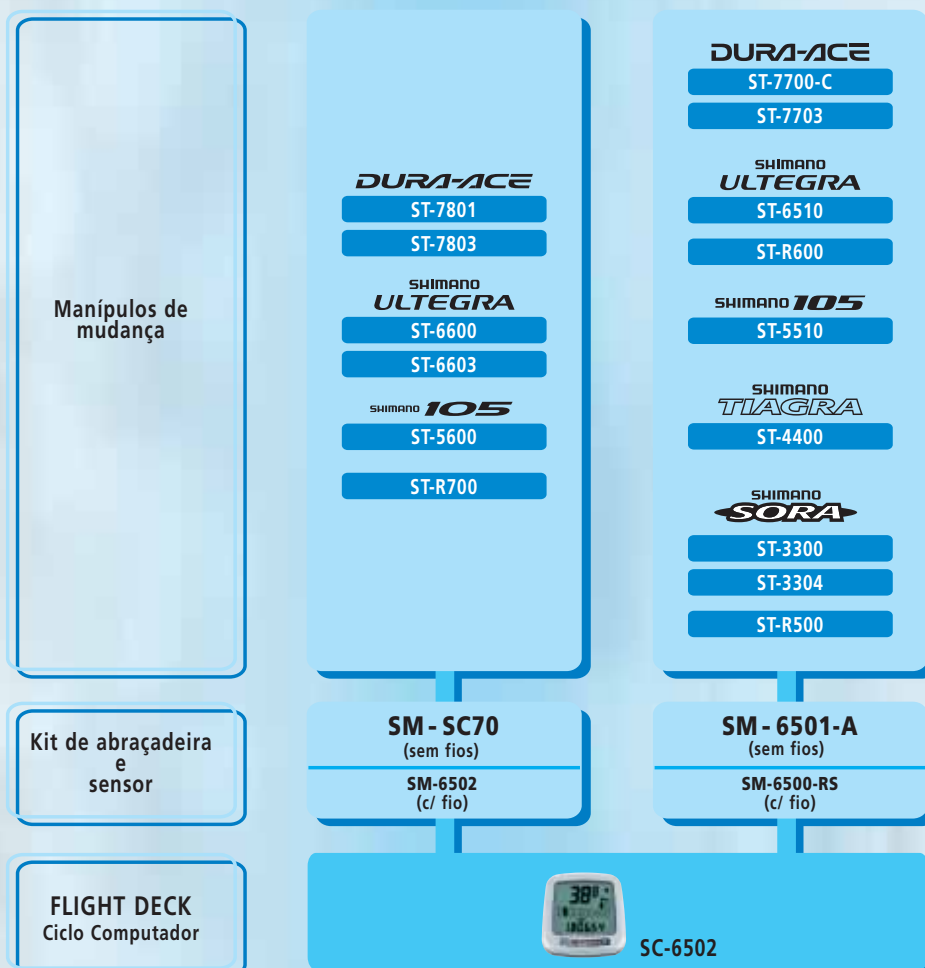 Manípulos de
mudança
DURA-ACE
ST-7801
ST-7803
SHIMANO
ULTEGRA
ST-6600
ST-6603
SHIMANO 105
ST-5600
ST-R700
DURA-ACE
ST-7700-C
ST-7703
SHIMANO
ULTEGRA
ST-6510
ST-R600
SHIMANO 105
ST-5510
SHIMANO
TIAGRA
ST-4400
SHIMANO
SORA
ST-3300
ST-3304
ST-R500
Kit de abraçadeira
e
sensor
SM-SC70
(sem fios)
SM-6502
(c/ fio)
SM-6501-A
(sem fios)
SM-6500-RS
(c/ fio)
FLIGHT DECK
Ciclo Computador
SC-6502